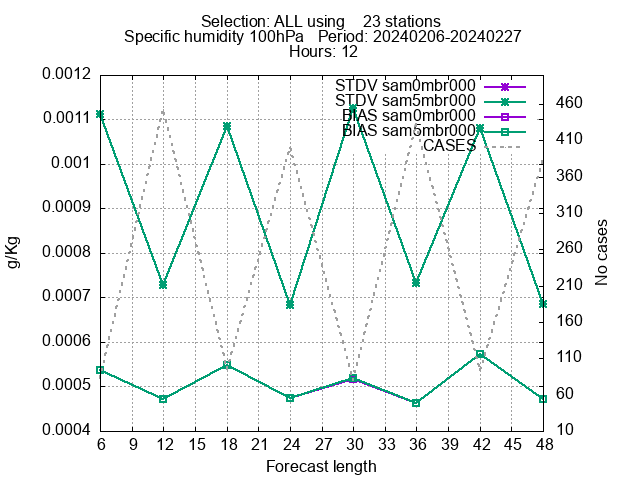 Selection: ALL using    23 stations
Specific humidity 100hPa   Period: 20240206-20240227
Hours: 12
STDV sam0mbr000
STDV sam5mbr000
BIAS sam0mbr000
BIAS sam5mbr000
CASES
g/Kg
0.0012
0.0011
0.001
0.0009
0.0008
0.0007
0.0006
0.0005
0.0004
460
410
360
310
260
210
160
110
60
10
No cases
6 9 12 15 18 21 24 27 30 33 36 39 42 45 48
Forecast length